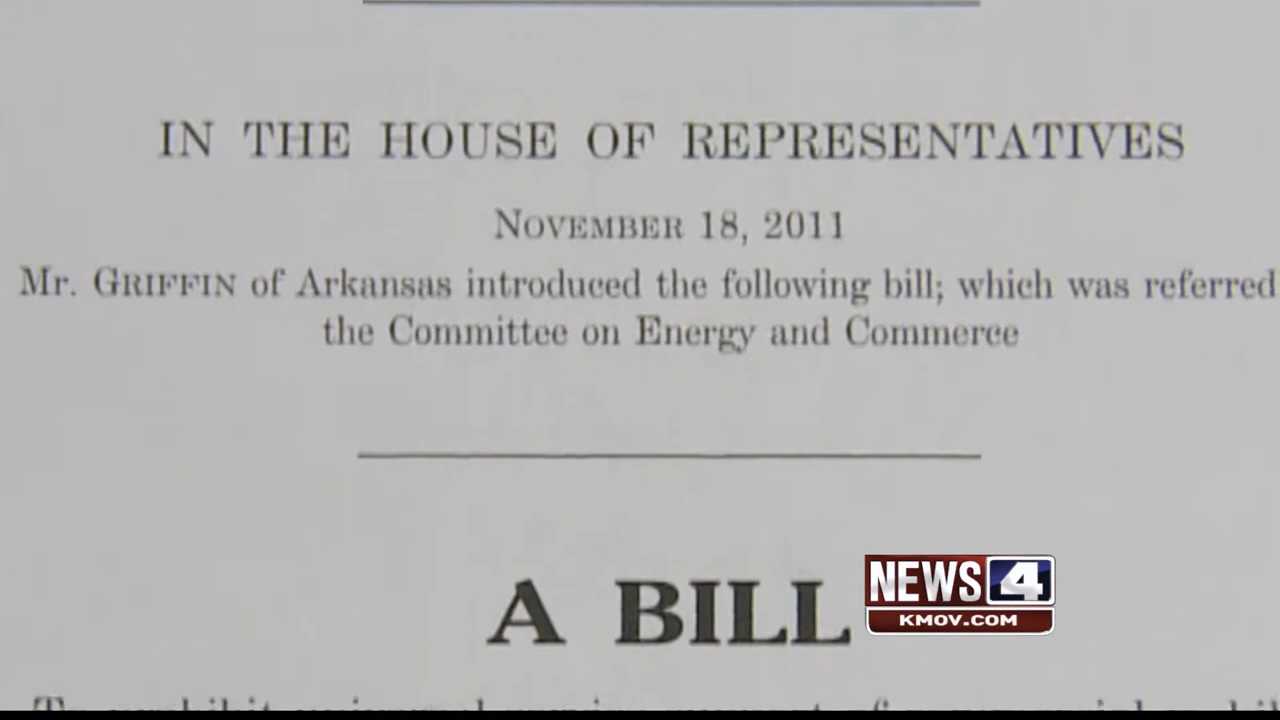 IN THE HOUSE OF REPRESENTATIVES
NOVEMBER 18, 2011
Mr. GRIFFIN of Arkansas introduced the following bill; which was referred
the Committee on Energy and Commerce
A BILL
NEWS 4
KMOV.COM